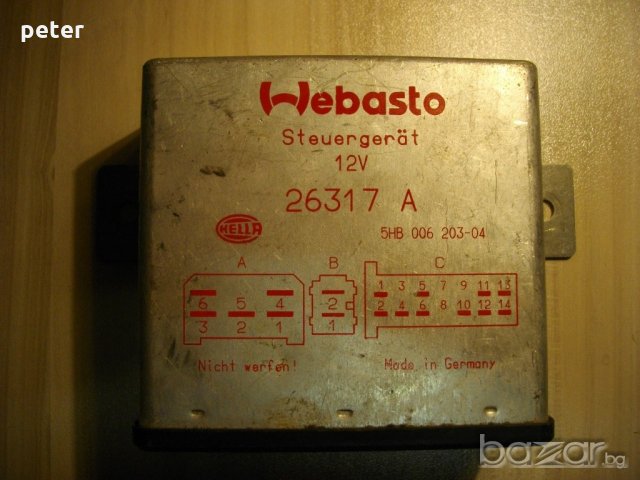 peter
Webasto
Steuergerät
12V
26317 A
HELLA
5HB 006 203-04
A B C
6 5 4
3 2 1
2
1
1 3 5 7 9 11 13
2 4 6 8 10 12 14
Nicht werfen!
Made in Germany
bazar.bg